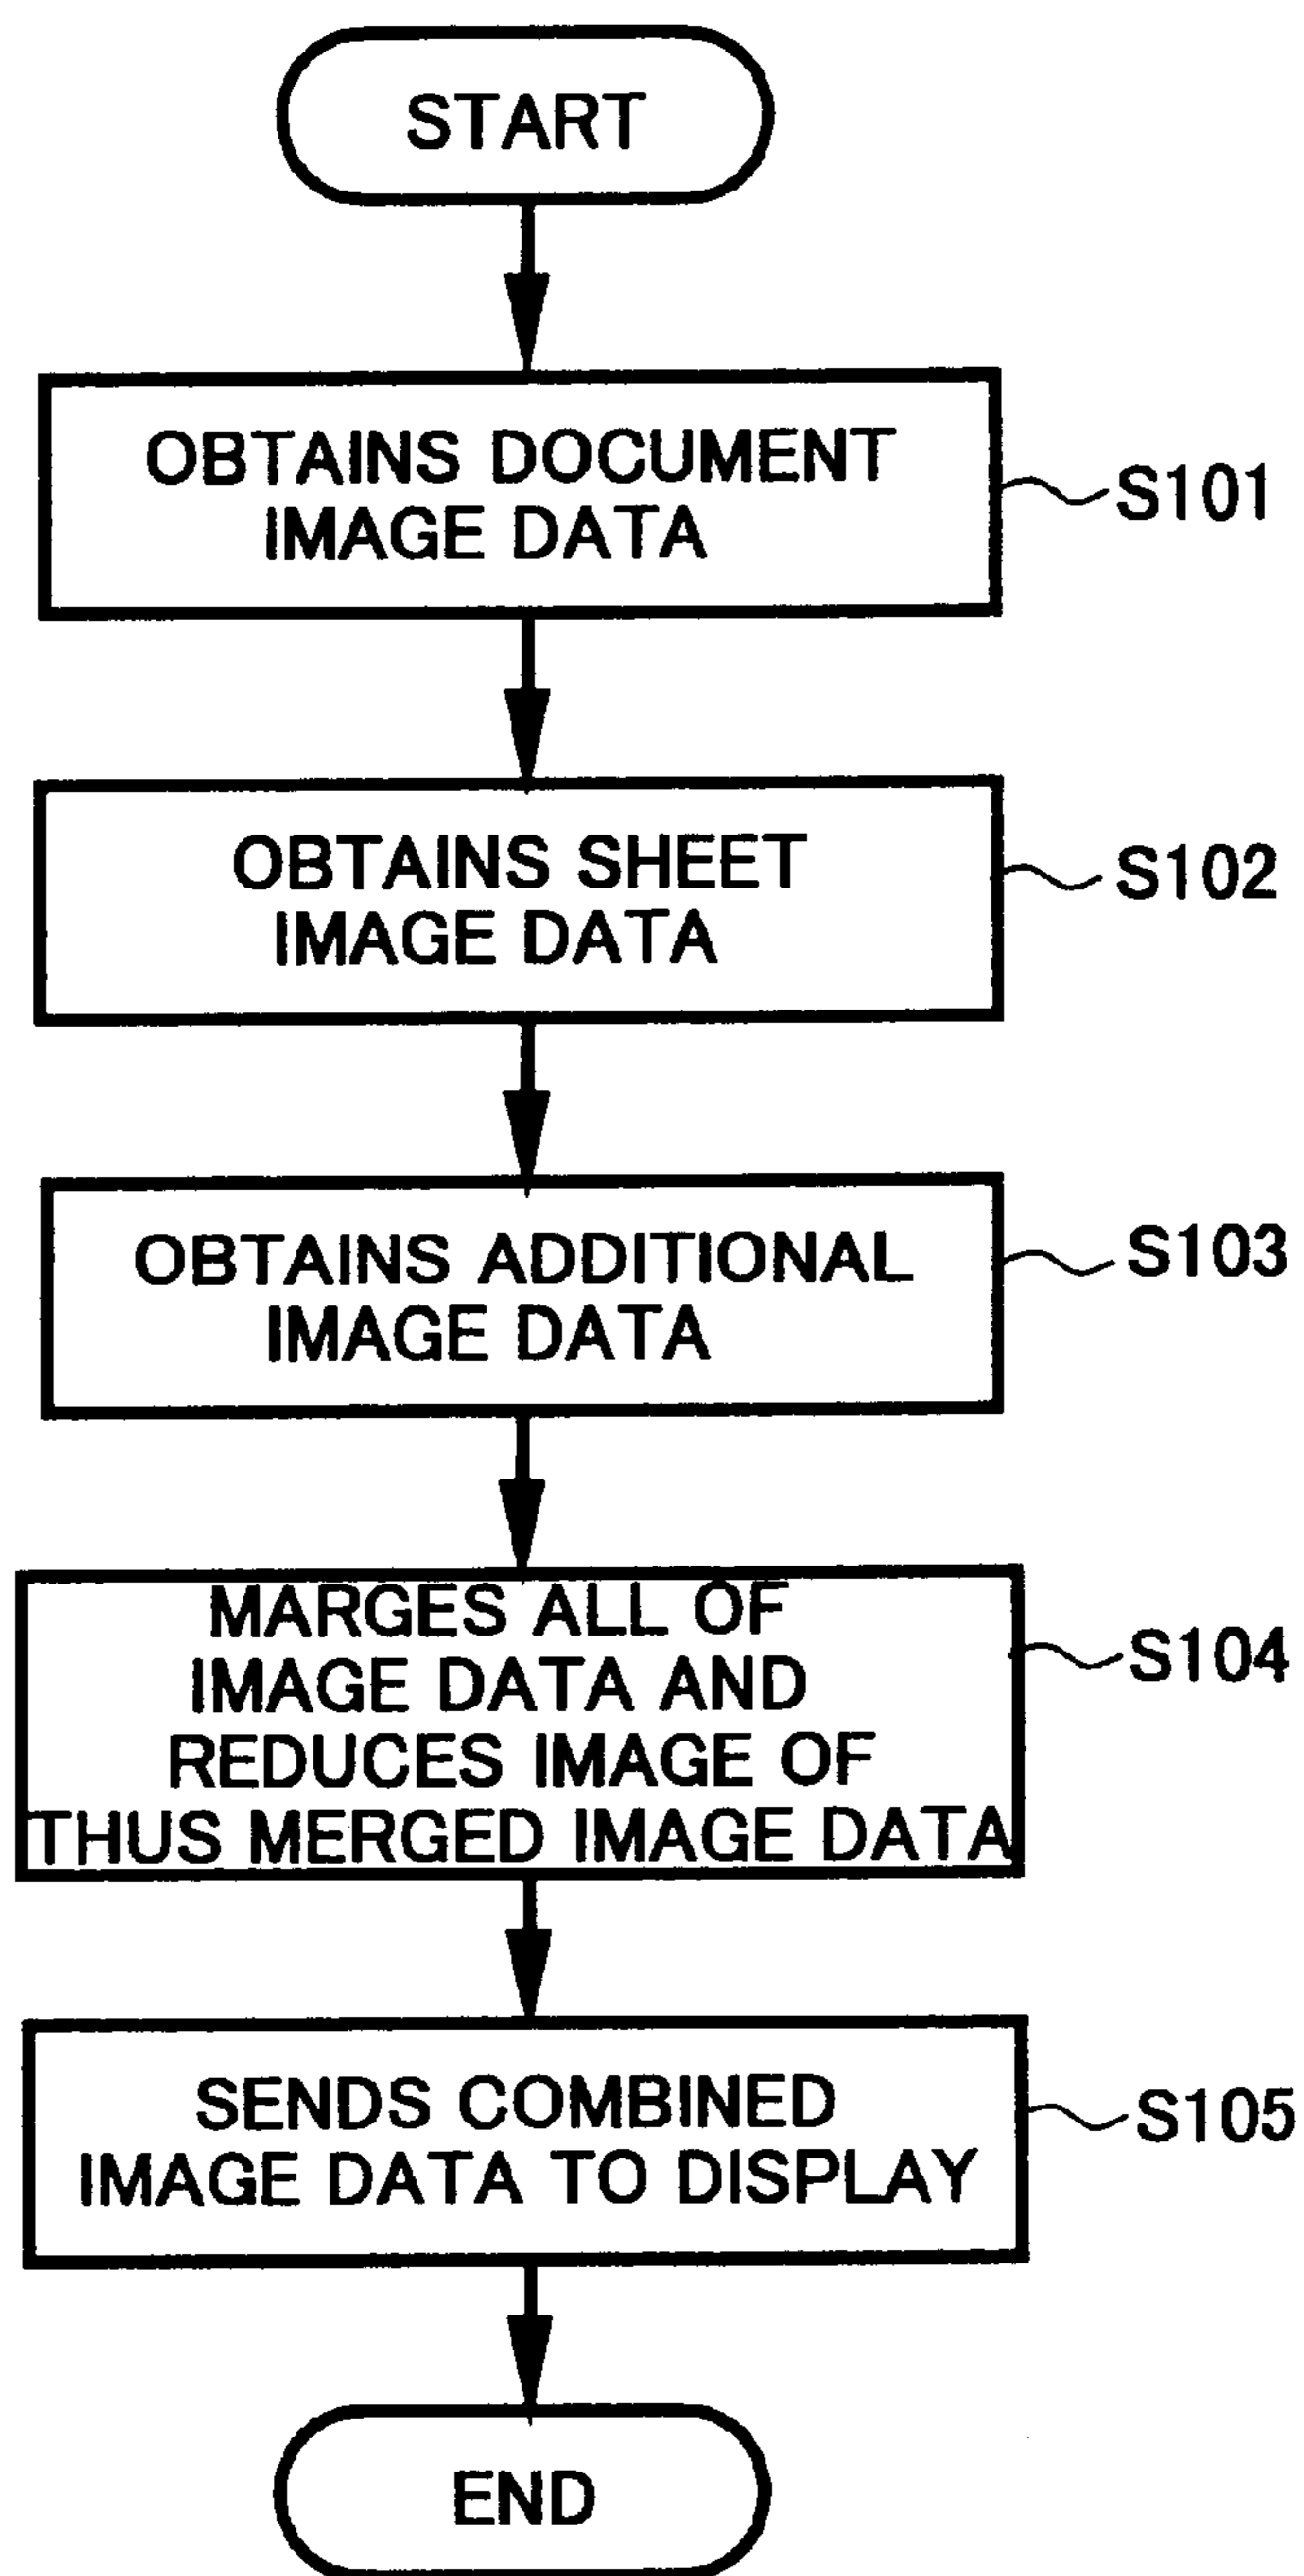 START
OBTAINS DOCUMENT
IMAGE DATA
S101
OBTAINS SHEET
IMAGE DATA
S102
OBTAINS ADDITIONAL
IMAGE DATA
S103
MARGES ALL OF
IMAGE DATA AND
REDUCES IMAGE OF
THUS MERGED IMAGE DATA
S104
SENDS COMBINED
IMAGE DATA TO DISPLAY
S105
END